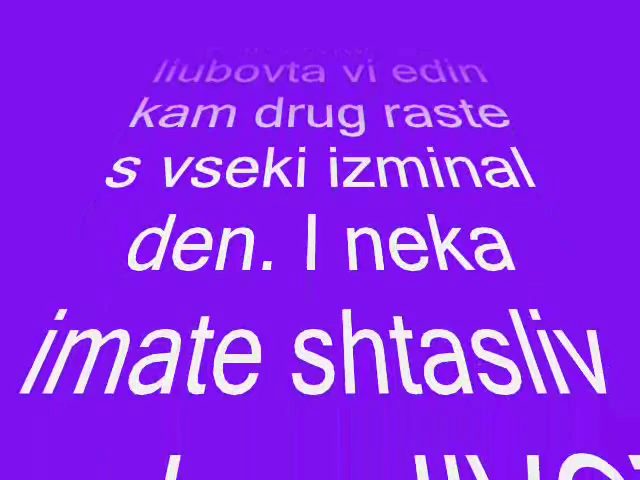 liubovta vi edin
kam drug raste
s vseki izminal
den. I neka
imate shtasliv